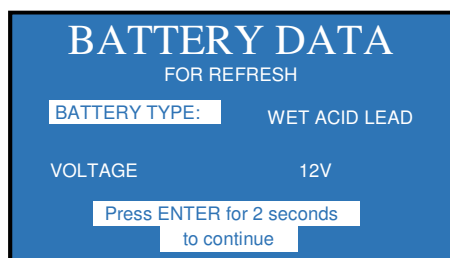 BATTERY DATA
FOR REFRESH
BATTERY TYPE: WET ACID LEAD
VOLTAGE 12V
Press ENTER for 2 seconds
to continue